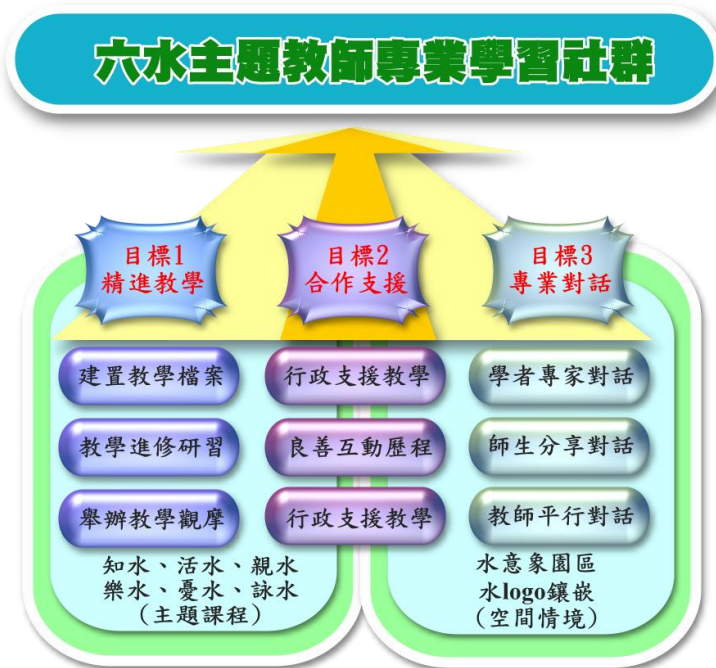 六水主題教師專業學習社群
目標1
精進教學
目標2
合作支援
目標3
專業對話
建置教學檔案
行政支援教學
學者專家對話
教學進修研習
良善互動歷程
師生分享對話
舉辦教學觀摩
行政支援教學
教師平行對話
知水、活水、親水
樂水、憂水、詠水
(主題課程)
水意象園區
水logo鑲嵌
(空間情境)